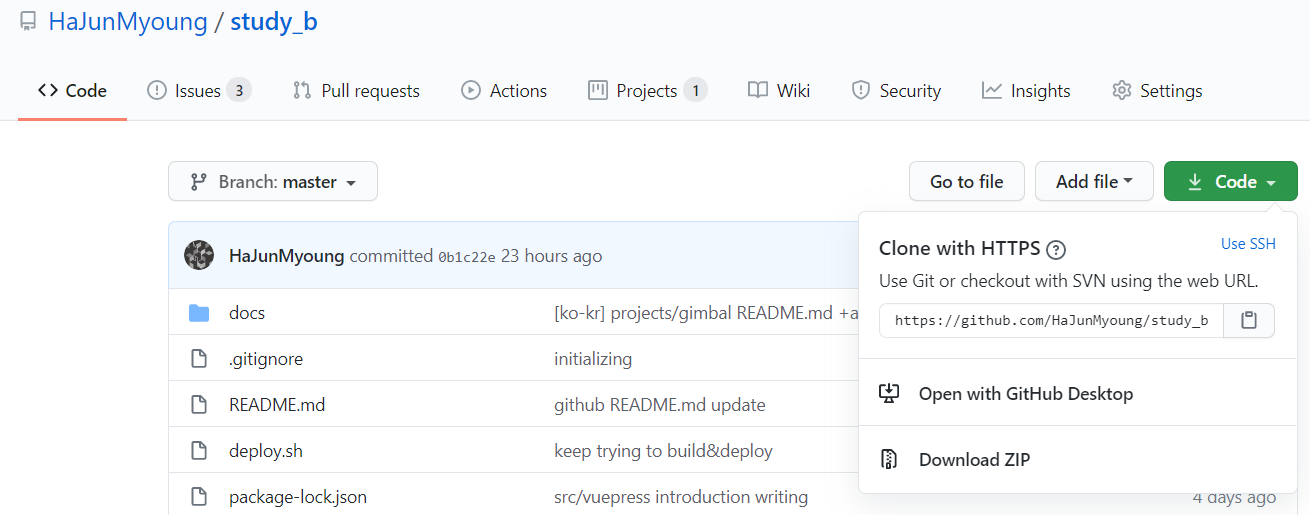 HaJunMyoung / study_b
Code Issues 3 Pull requests Actions Projects 1 Wiki Security Insights Settings
Branch: master Go to file Add file Code
HaJunMyoung committed 0b1c22e 23 hours ago
Clone with HTTPS Use SSH
Use Git or checkout with SVN using the web URL.
https://github.com/HaJunMyoung/study_b
Open with GitHub Desktop
Download ZIP
docs [ko-kr] projects/gimbal README.md +a
.gitignore initializing
README.md github README.md update
deploy.sh keep trying to build&deploy
package-lock.json src/vuepress introduction writing 4 days ago